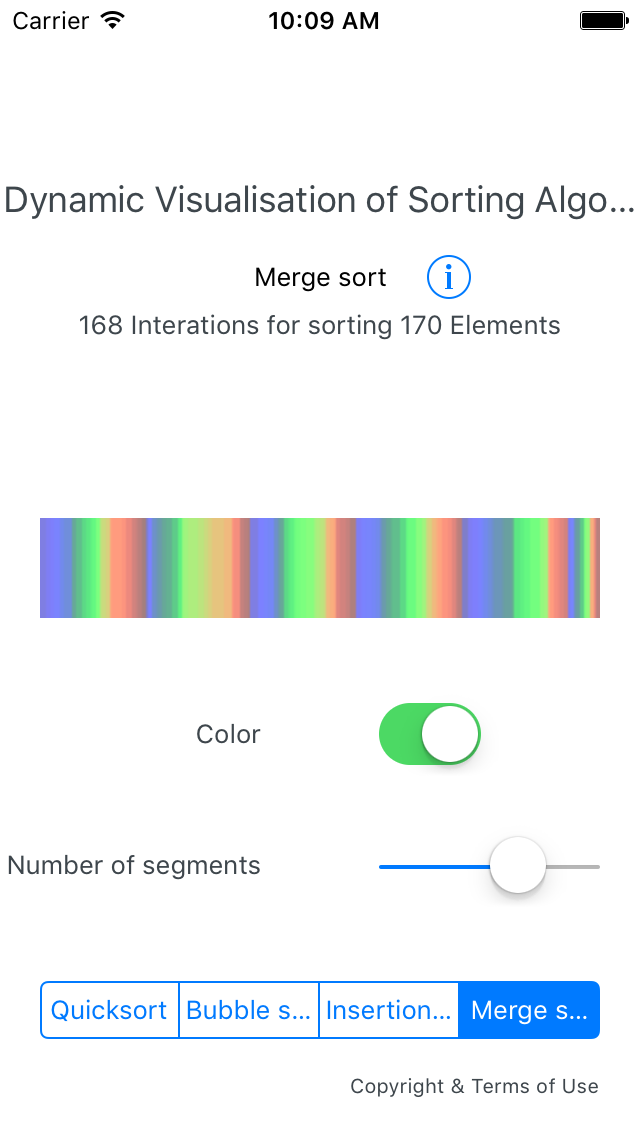 Carrier 10:09 AM
Dynamic Visualisation of Sorting Algo...
Merge sort i
168 Interations for sorting 170 Elements
Color
Number of segments
Quicksort Bubble s... Insertion... Merge s...
Copyright & Terms of Use